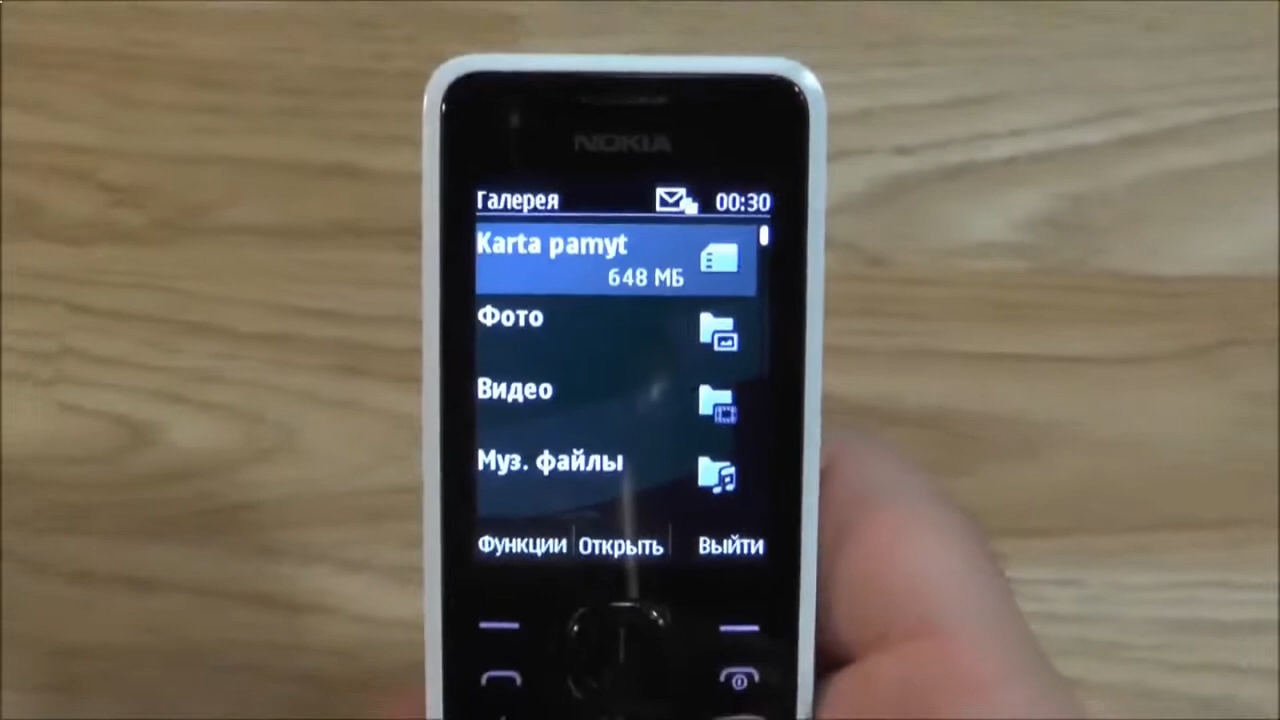 NOKIA
Галерея 00:30
Karta pamyt
648 МБ
Фото
Видео
Муз. файлы
Функции Открыть Выйти